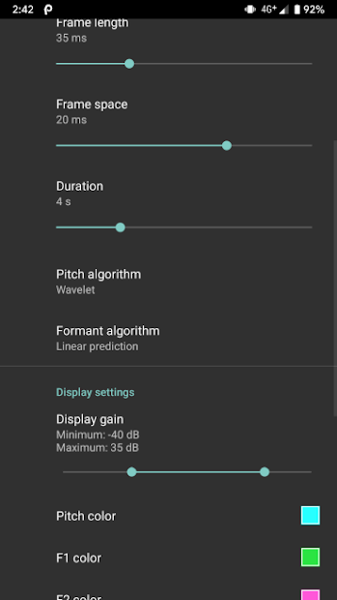 2:42 4G+ 92%
Frame length
35 ms
Frame space
20 ms
Duration
4 s
Pitch algorithm
Wavelet
Formant algorithm
Linear prediction
Display settings
Display gain
Minimum: -40 dB
Maximum: 35 dB
Pitch color
F1 color
F2 color